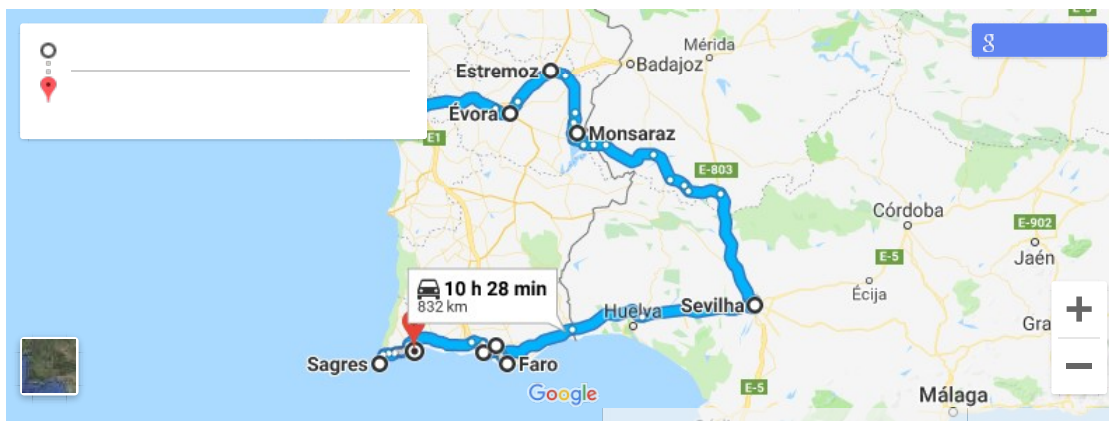 g
Mérida
Badajoz
Estremoz
Évora
E1
Monsaraz
E-803
Córdoba
E-902
Jaén
E-5
Écija
10 h 28 min
832 km
Huelva
Sevilha
+
Gra
Sagres
Faro
Google
E-5
−
Málaga